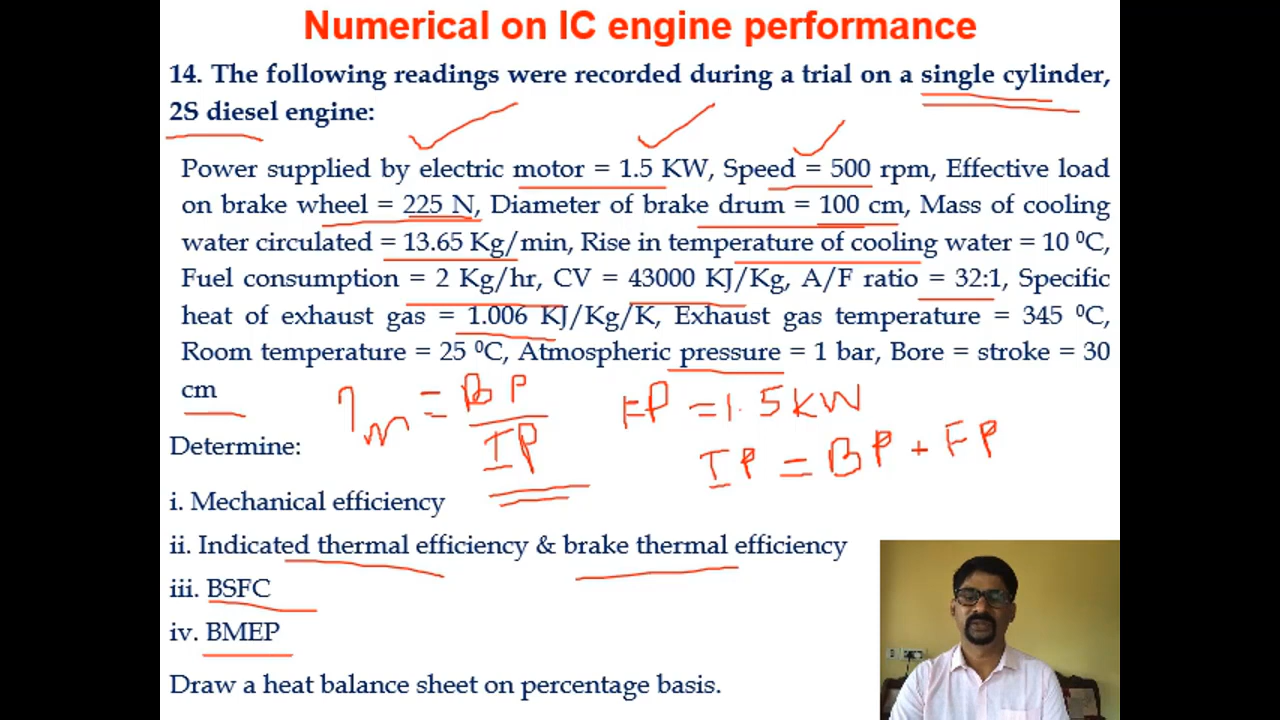 Numerical on IC engine performance
14. The following readings were recorded during a trial on a single cylinder,
2S diesel engine:
Power supplied by electric motor = 1.5 KW, Speed = 500 rpm, Effective load
on brake wheel = 225 N, Diameter of brake drum = 100 cm, Mass of cooling
water circulated = 13.65 Kg/min, Rise in temperature of cooling water = 10 ⁰C,
Fuel consumption = 2 Kg/hr, CV = 43000 KJ/Kg, A/F ratio = 32:1, Specific
heat of exhaust gas = 1.006 KJ/Kg/K, Exhaust gas temperature = 345 ⁰C,
Room temperature = 25 ⁰C, Atmospheric pressure = 1 bar, Bore = stroke = 30
cm
ηm = BP/IP FP = 1.5 KW
IP = BP + FP
Determine:
i. Mechanical efficiency
ii. Indicated thermal efficiency & brake thermal efficiency
iii. BSFC
iv. BMEP
Draw a heat balance sheet on percentage basis.